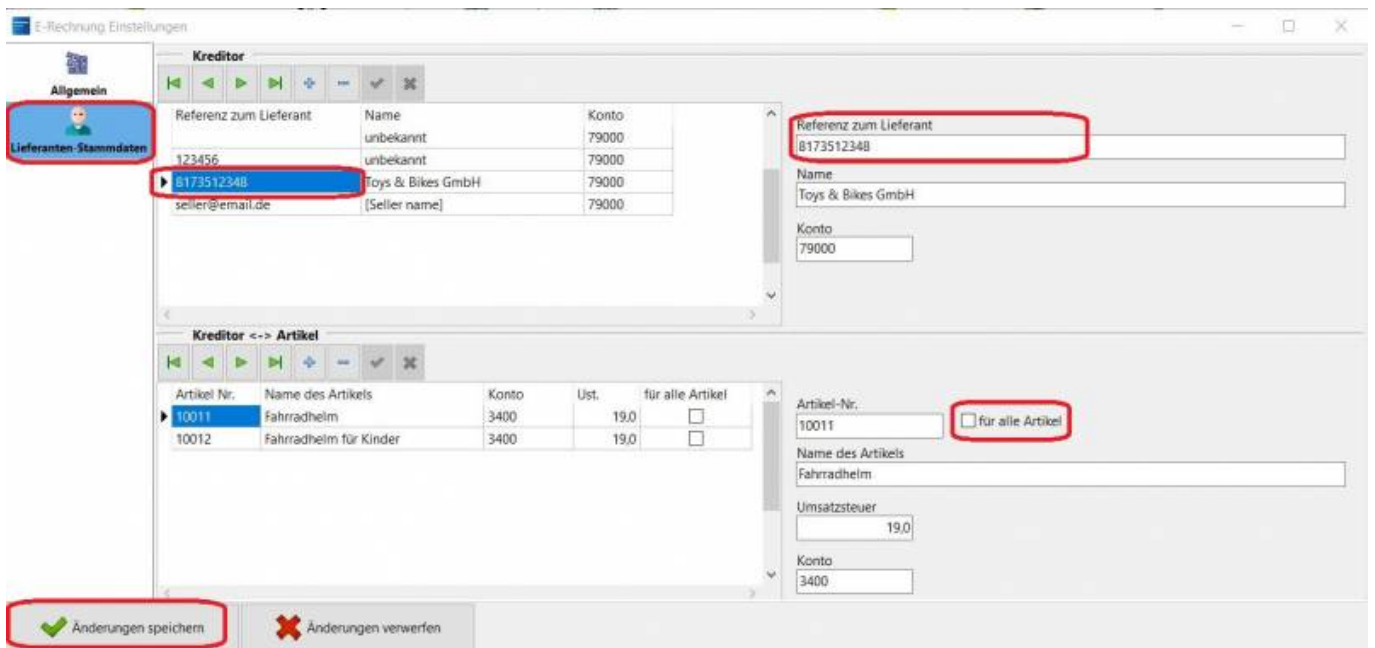 E-Rechnung Einstellungen
Allgemein
Lieferanten-Stammdaten
Kreditor
Referenz zum Lieferant Name Konto
unbekannt 79000
123456 unbekannt 79000
8173512348 Toys & Bikes GmbH 79000
seller@email.de [Seller name] 79000
Referenz zum Lieferant
8173512348
Name
Toys & Bikes GmbH
Konto
79000
Kreditor <-> Artikel
Artikel Nr. Name des Artikels Konto Ust. für alle Artikel
10011 Fahrradhelm 3400 19,0
10012 Fahrradhelm für Kinder 3400 19,0
Artikel-Nr.
10011 für alle Artikel
Name des Artikels
Fahrradhelm
Umsatzsteuer
19,0
Konto
3400
Änderungen speichern Änderungen verwerfen